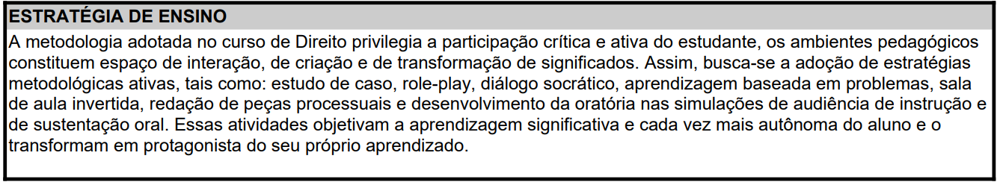 ESTRATÉGIA DE ENSINO
A metodologia adotada no curso de Direito privilegia a participação crítica e ativa do estudante, os ambientes pedagógicos
constituem espaço de interação, de criação e de transformação de significados. Assim, busca-se a adoção de estratégias
metodológicas ativas, tais como: estudo de caso, role-play, diálogo socrático, aprendizagem baseada em problemas, sala
de aula invertida, redação de peças processuais e desenvolvimento da oratória nas simulações de audiência de instrução e
de sustentação oral. Essas atividades objetivam a aprendizagem significativa e cada vez mais autônoma do aluno e o
transformam em protagonista do seu próprio aprendizado.